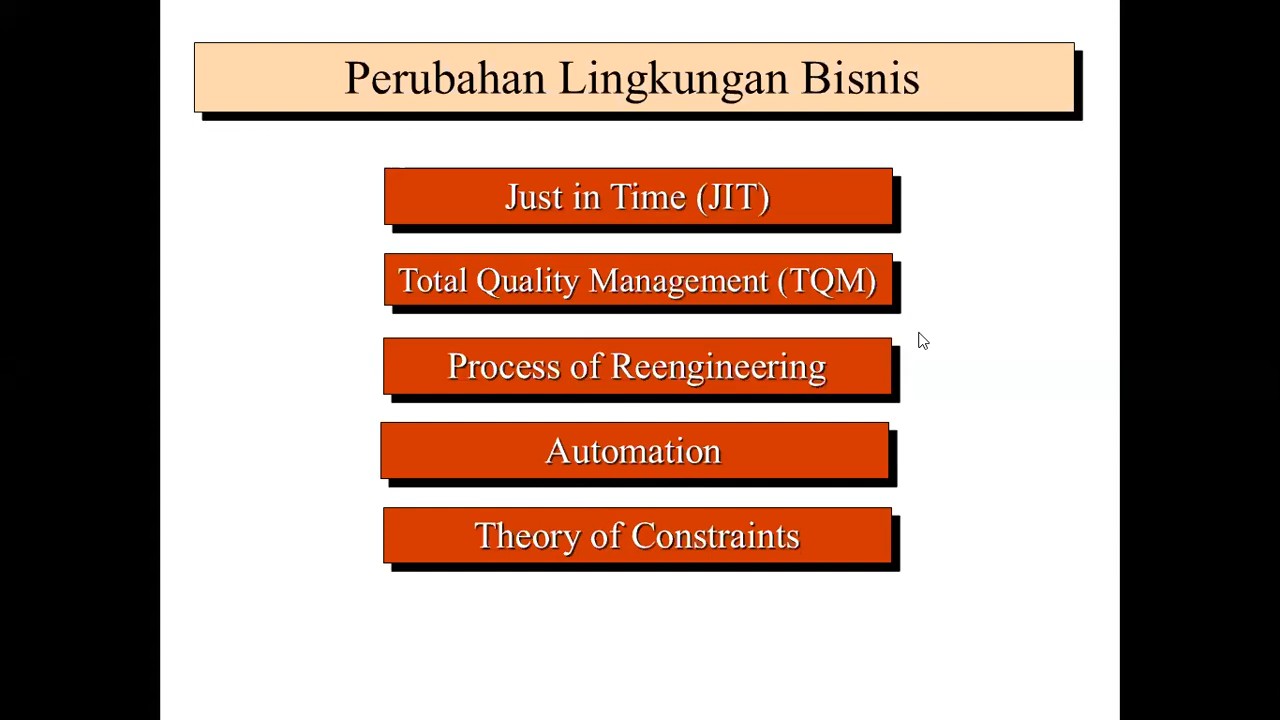 Perubahan Lingkungan Bisnis
Just in Time (JIT)
Total Quality Management (TQM)
Process of Reengineering
Automation
Theory of Constraints